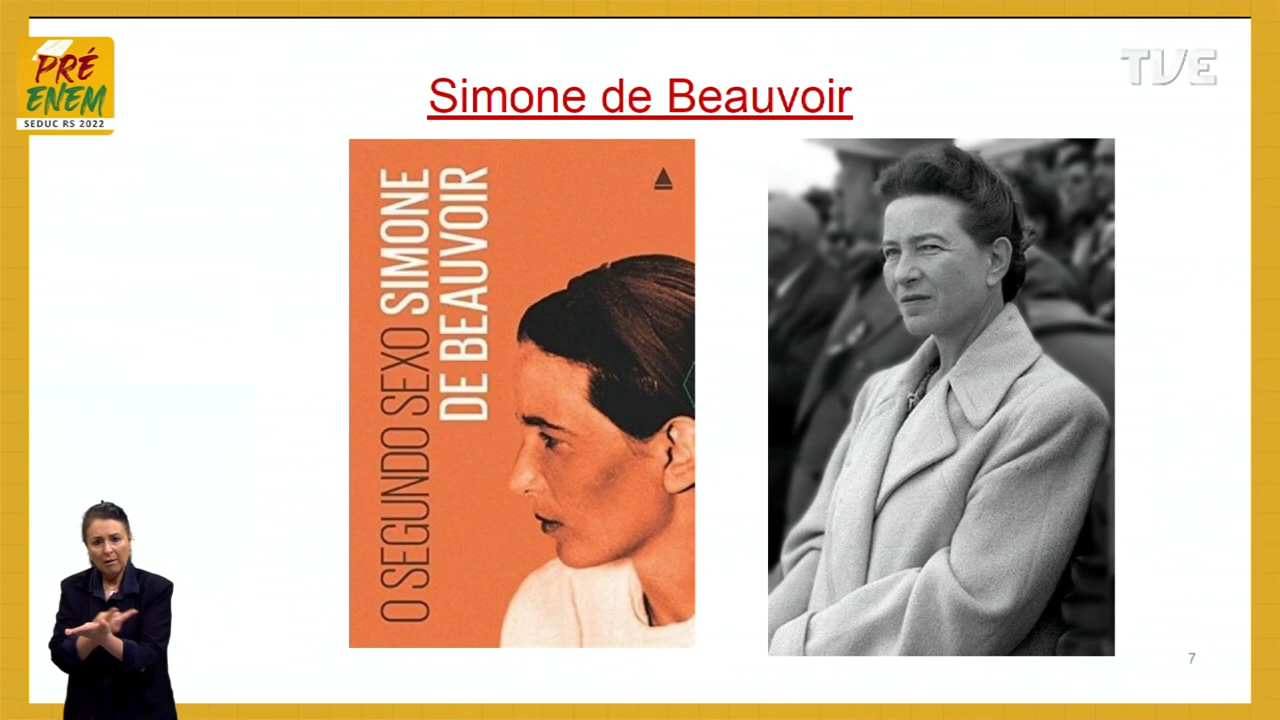 PRÉ
ENEM
SEDUC RS 2022
TVE
Simone de Beauvoir
O SEGUNDO SEXO SIMONE
DE BEAUVOIR
7